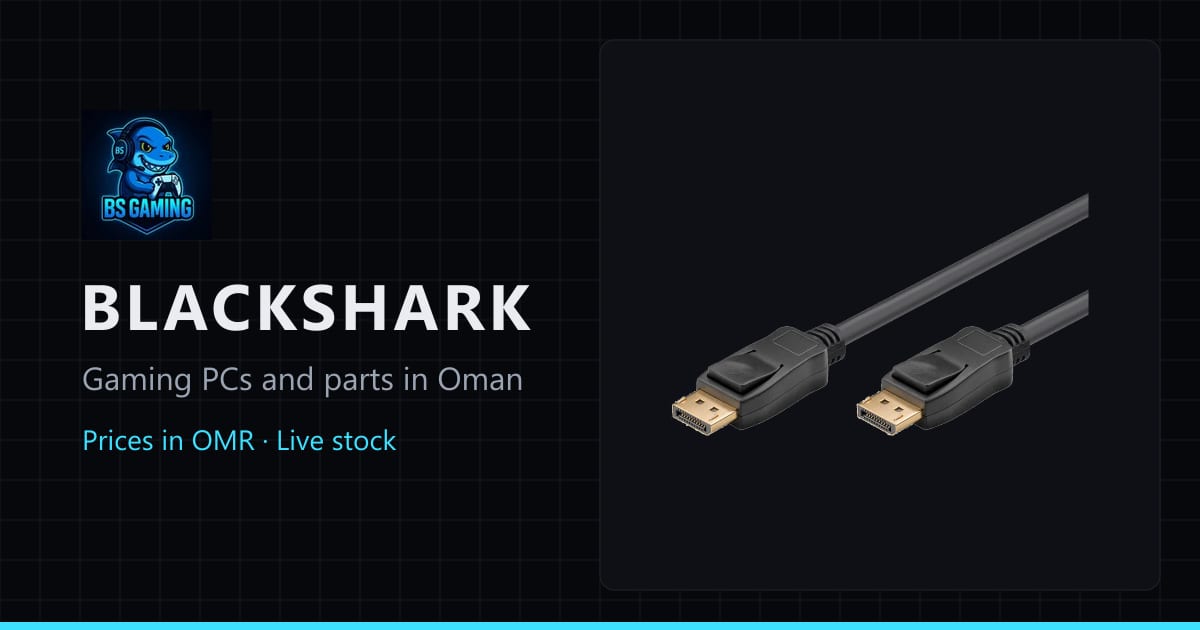 BS
BS GAMING
BLACKSHARK
Gaming PCs and parts in Oman
Prices in OMR · Live stock